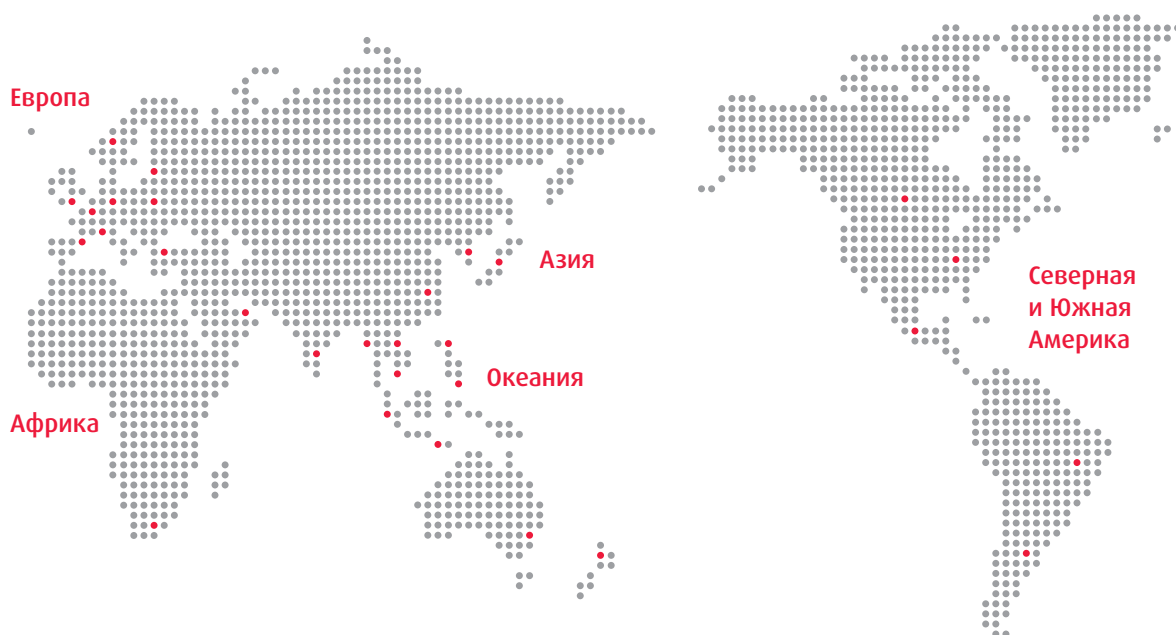 Европа
Азия
Северная
и Южная
Америка
Океания
Африка